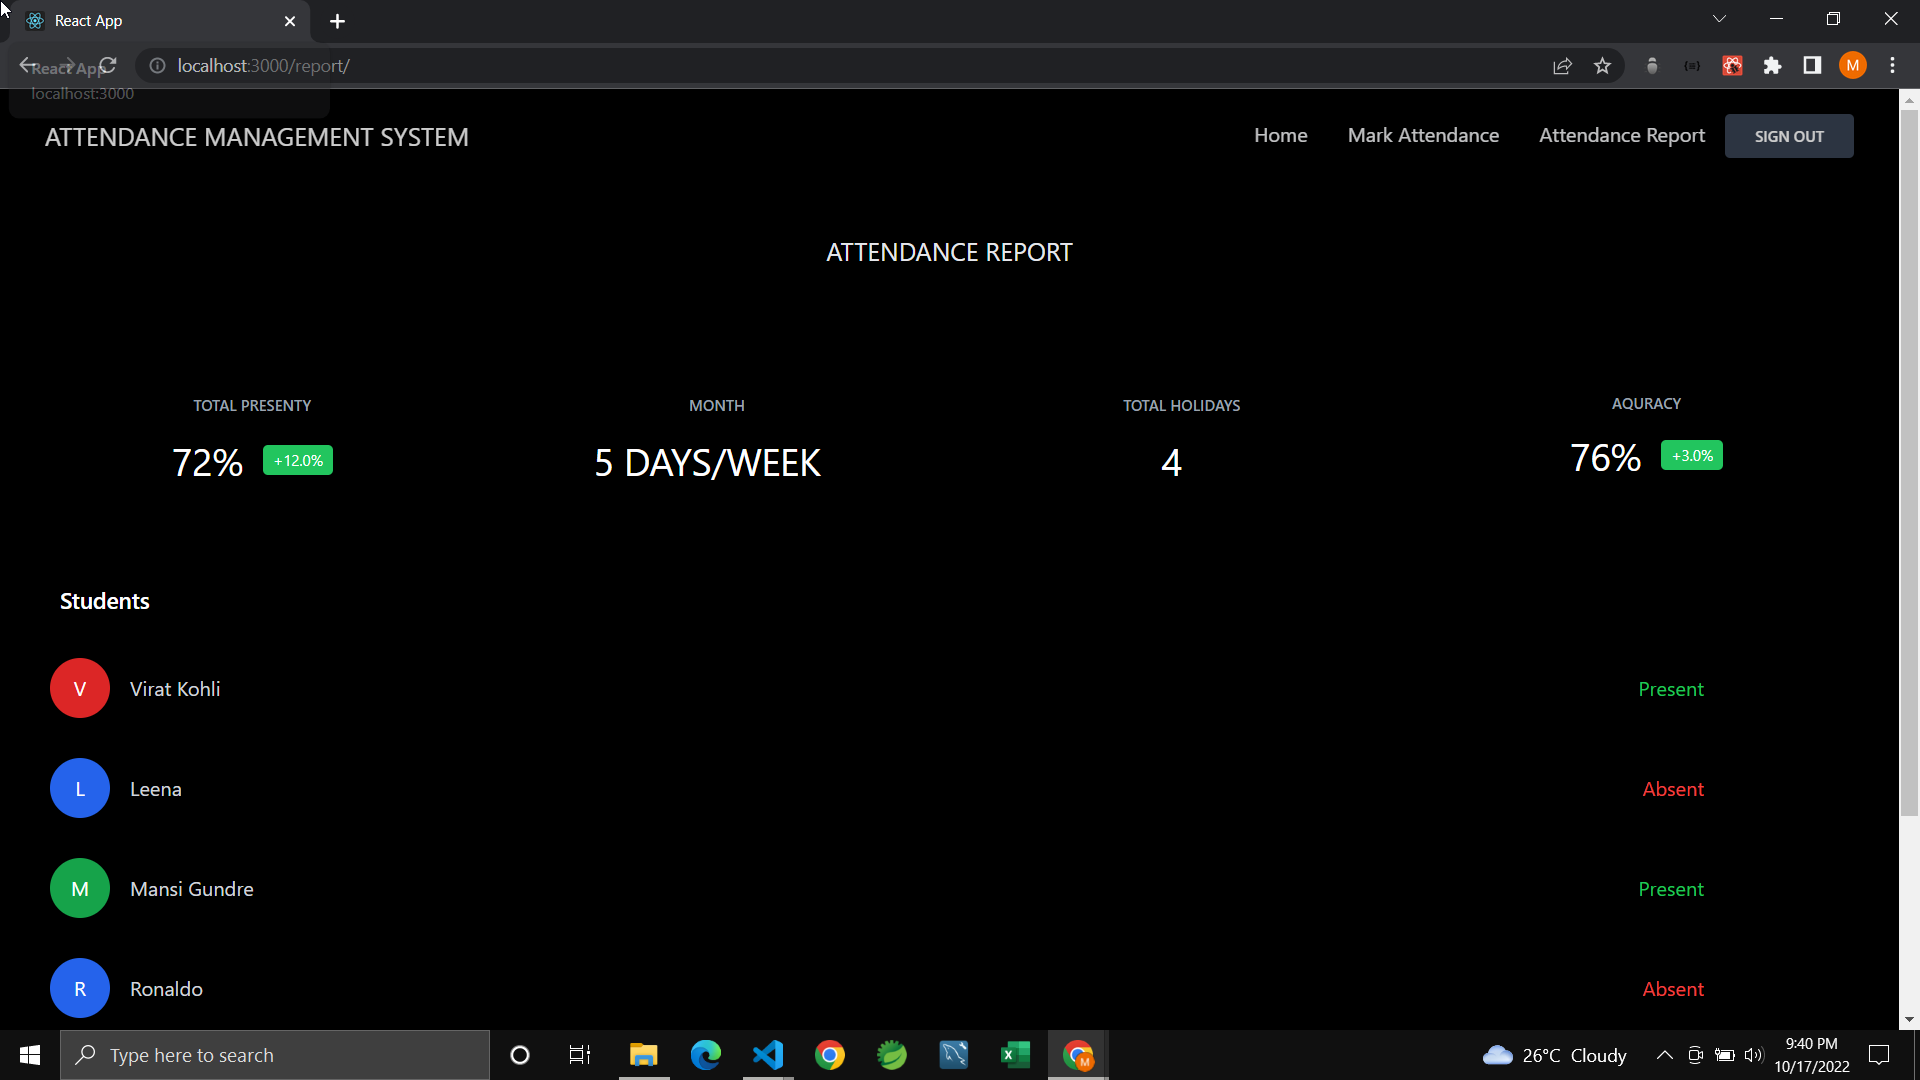 React App
localhost:3000/report/
M
React App
localhost:3000
ATTENDANCE MANAGEMENT SYSTEM
Home
Mark Attendance
Attendance Report
SIGN OUT
ATTENDANCE REPORT
TOTAL PRESENTY
72%
+12.0%
MONTH
5 DAYS/WEEK
TOTAL HOLIDAYS
4
AQURACY
76%
+3.0%
Students
V
Virat Kohli
Present
L
Leena
Absent
M
Mansi Gundre
Present
R
Ronaldo
Absent
Type here to search
M
26°C Cloudy
9:40 PM
10/17/2022